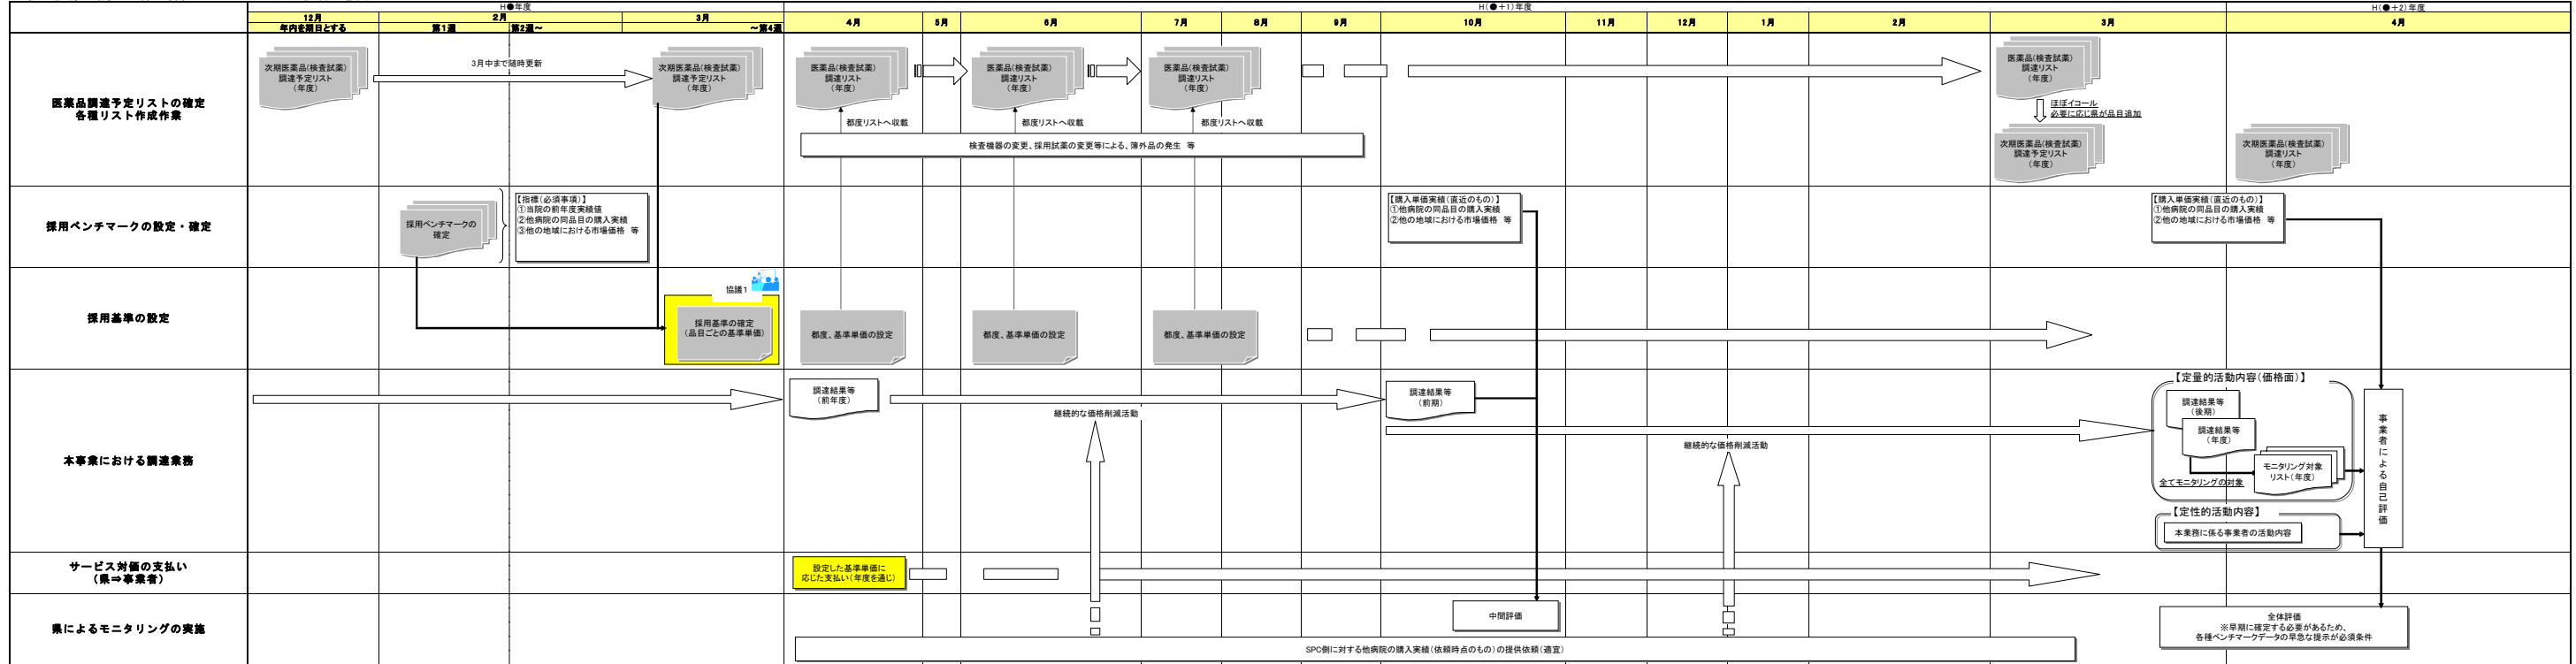 H●年度
H(●+1)年度
H(●+2)年度
12月
2月
3月
4月
5月
6月
7月
8月
9月
10月
11月
12月
1月
2月
3月
4月
年内を期日とする
第1週
第2週～
～第4週
医薬品調達予定リストの確定
各種リスト作成作業
次期医薬品(検査試薬)
調達予定リスト
(年度)
3月中まで随時更新
次期医薬品(検査試薬)
調達予定リスト
(年度)
医薬品(検査試薬)
調達リスト
(年度)
医薬品(検査試薬)
調達リスト
(年度)
医薬品(検査試薬)
調達リスト
(年度)
医薬品(検査試薬)
調達リスト
(年度)
都度リストへ収載
都度リストへ収載
都度リストへ収載
ほぼイコール
必要に応じ県が品目追加
検査機器の変更、採用試薬の変更等による、簿外品の発生 等
次期医薬品(検査試薬)
調達予定リスト
(年度)
次期医薬品(検査試薬)
調達リスト
(年度)
採用ベンチマークの設定・確定
採用ベンチマークの
確定
【指標(必須事項)】
①当院の前年度実績値
②他病院の同品目の購入実績
③他の地域における市場価格 等
【購入単価実績(直近のもの)】
①他病院の同品目の購入実績
②他の地域における市場価格 等
【購入単価実績(直近のもの)】
①他病院の同品目の購入実績
②他の地域における市場価格 等
採用基準の設定
協議1
採用基準の確定
(品目ごとの基準単価)
都度、基準単価の設定
都度、基準単価の設定
都度、基準単価の設定
本事業における調達業務
調達結果等
(前年度)
継続的な価格削減活動
調達結果等
(前期)
継続的な価格削減活動
【定量的活動内容(価格面)】
調達結果等
(後期)
調達結果等
(年度)
モニタリング対象
リスト(年度)
全てモニタリングの対象
【定性的活動内容】
本業務に係る事業者の活動内容
事業者による自己評価
サービス対価の支払い
(県⇒事業者)
設定した基準単価に
応じた支払い(年度を通じ)
県によるモニタリングの実施
中間評価
全体評価
※早期に確定する必要があるため、
各種ベンチマークデータの早急な提示が必須条件
SPC側に対する他病院の購入実績(依頼時点のもの)の提供依頼(適宜)